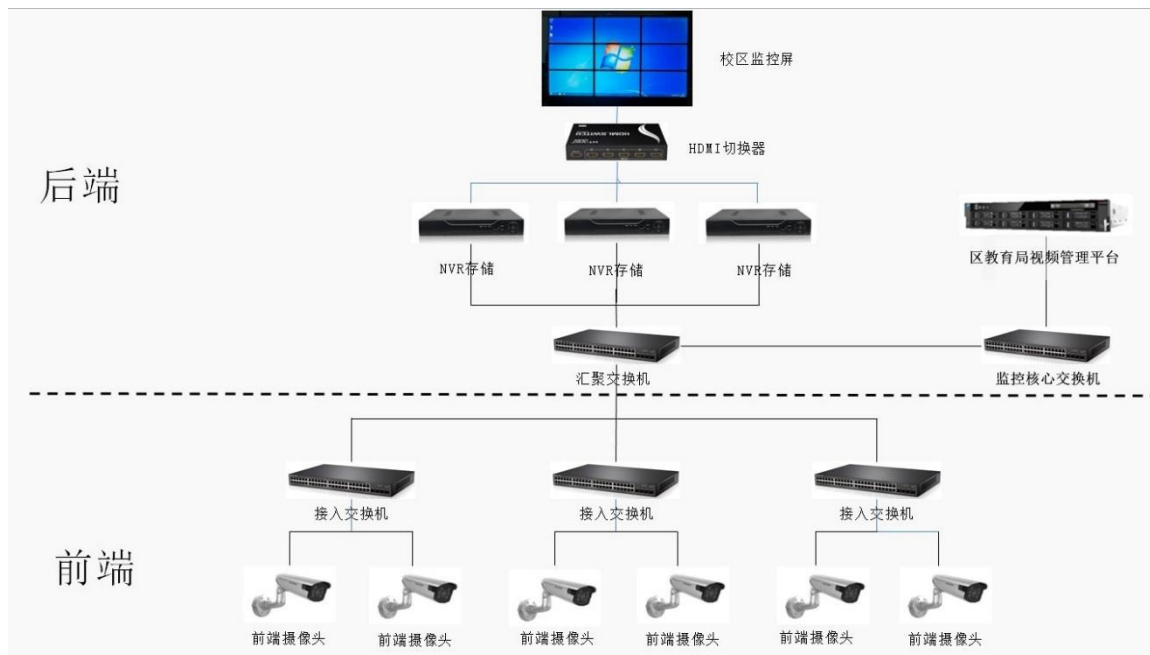 校区监控屏
HDMI切换器
后端
NVR存储
NVR存储
NVR存储
区教育局视频管理平台
汇聚交换机
监控核心交换机
接入交换机
接入交换机
接入交换机
前端
前端摄像头
前端摄像头
前端摄像头
前端摄像头
前端摄像头
前端摄像头